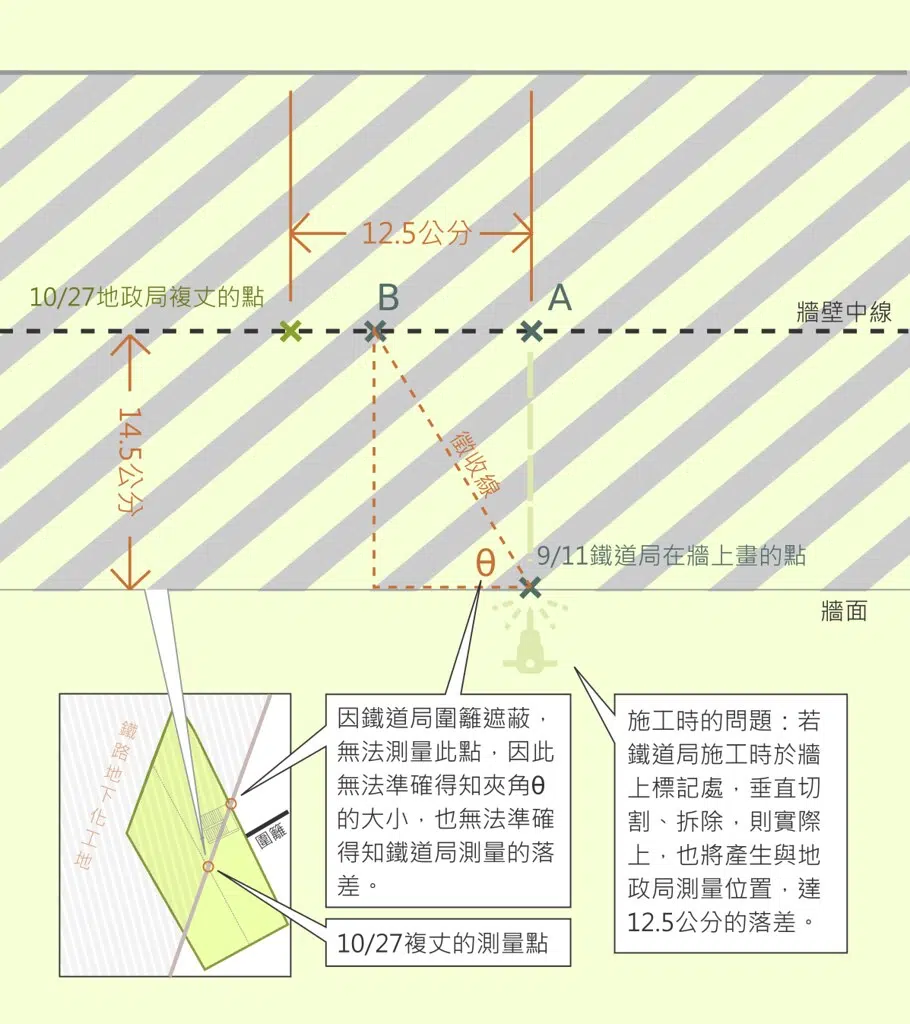 12.5公分
10/27地政局複丈的點
B
A
牆壁中線
14.5公分
徵收線
θ
9/11鐵道局在牆上畫的點
牆面
鐵路地下化工地
圍籬
因鐵道局圍籬遮蔽，
無法測量此點，因此
無法準確得知夾角θ
的大小，也無法準確
得知鐵道局測量的落
差。
10/27複丈的測量點
施工時的問題：若
鐵道局施工時於牆
上標記處，垂直切
割、拆除，則實際
上，也將產生與地
政局測量位置，達
12.5公分的落差。